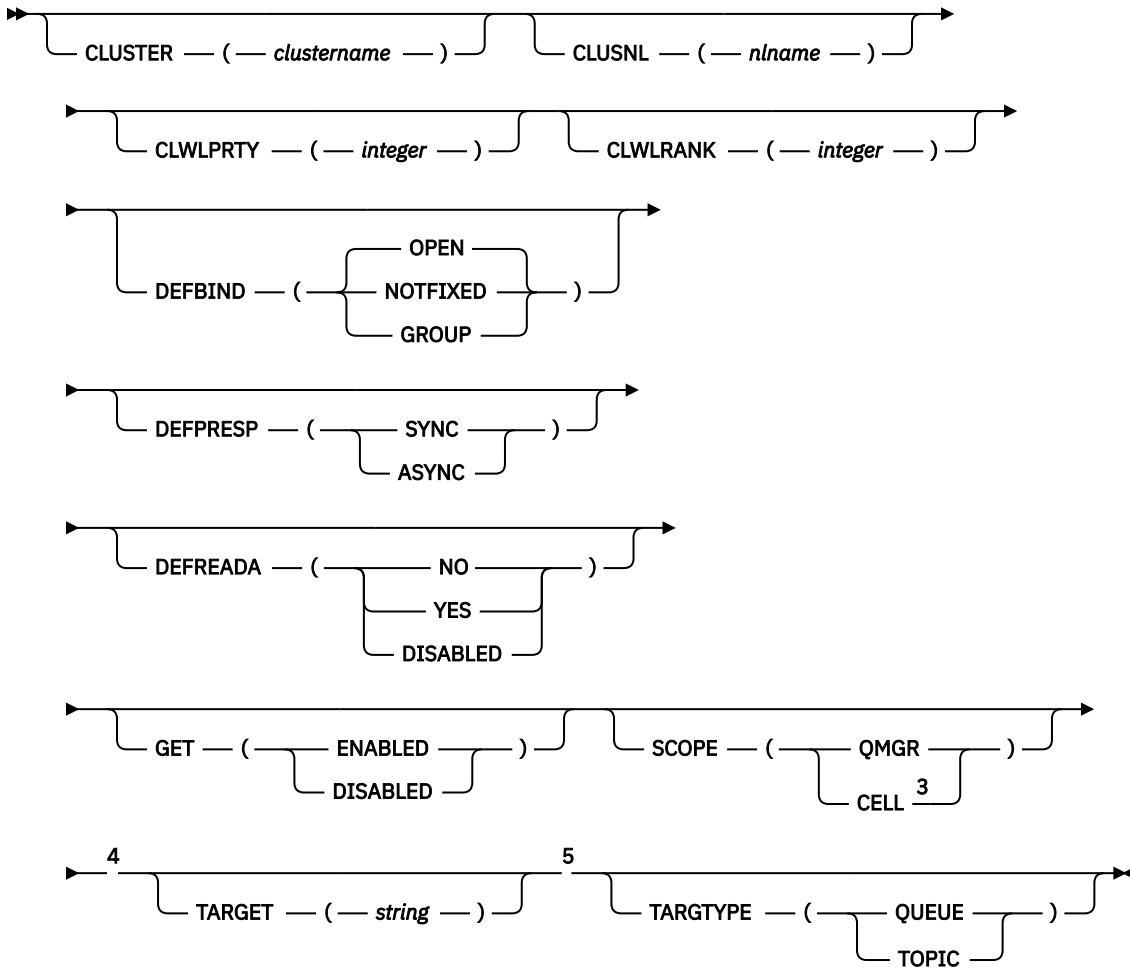 CLUSTER ( clustername ) CLUSNL ( nlname )
CLWLPRTY ( integer ) CLWLRANK ( integer )
OPEN
DEFBIND ( NOTFIXED )
GROUP
DEFPRESP ( SYNC )
ASYNC
DEFREADA ( NO )
YES
DISABLED
GET ( ENABLED ) SCOPE ( QMGR )
DISABLED CELL 3
4 5
TARGET ( string ) TARGTYPE ( QUEUE )
TOPIC